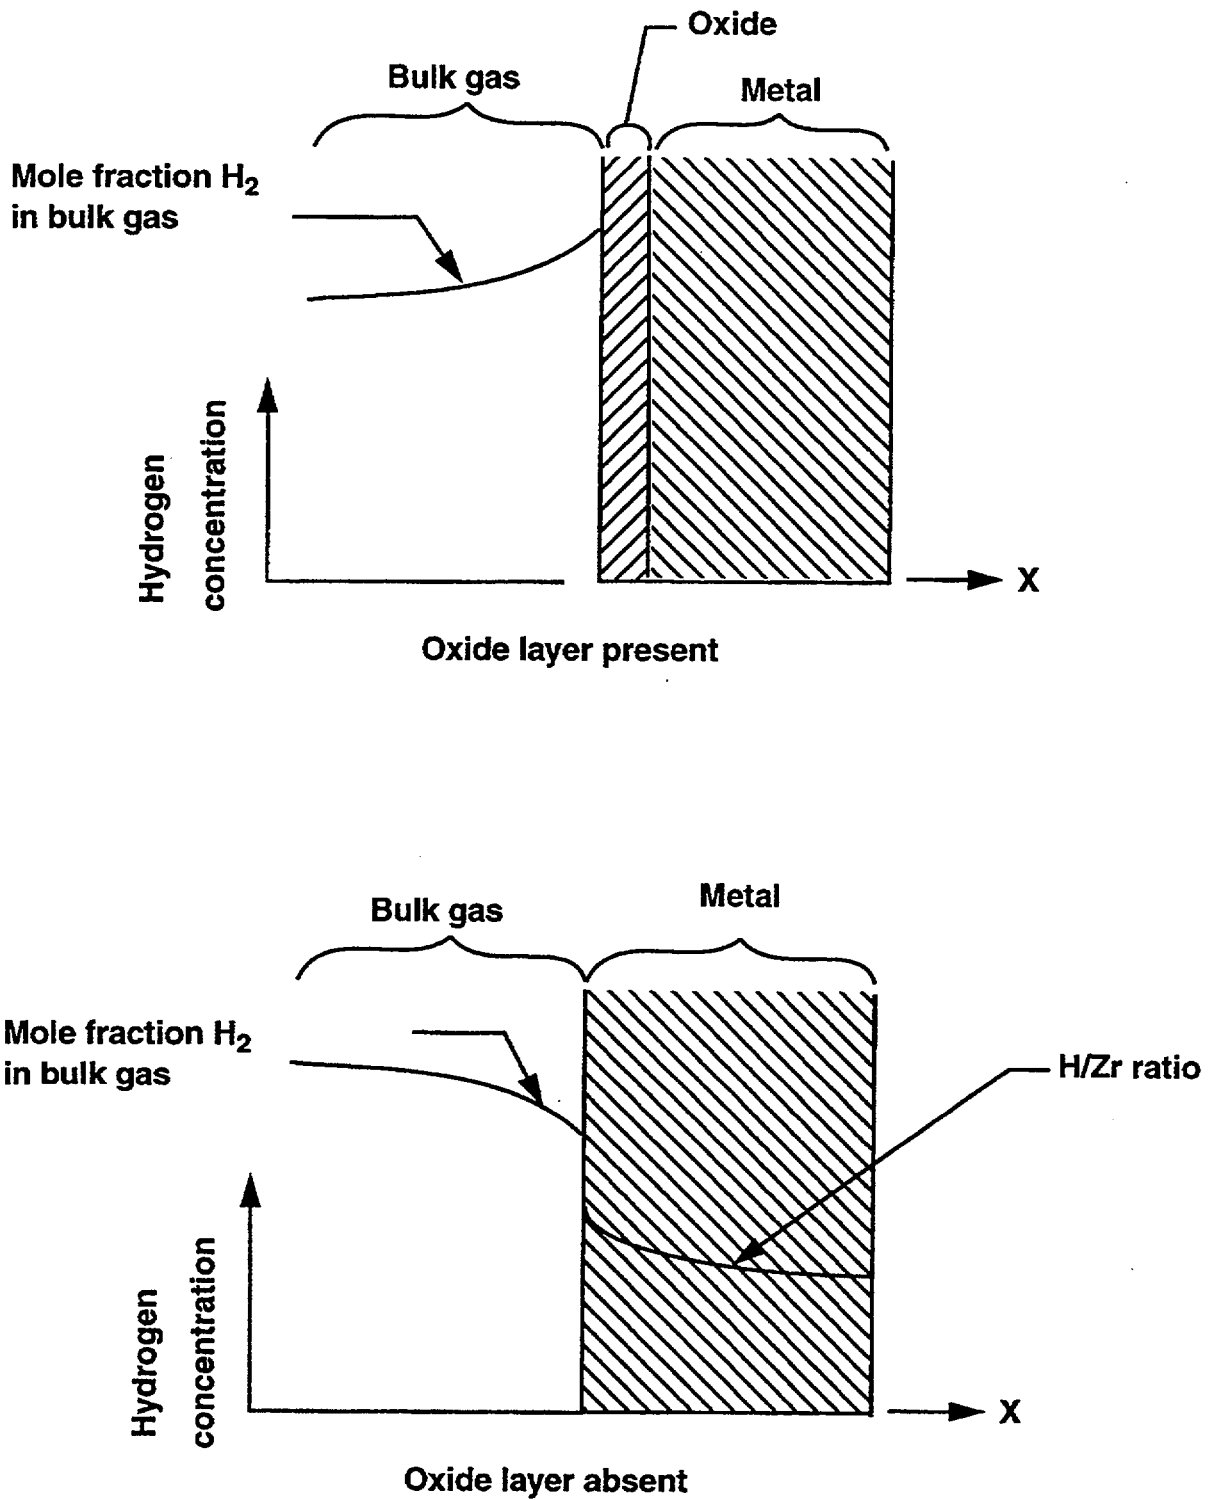 Oxide
Bulk gas
Metal
Mole fraction H₂
in bulk gas
Hydrogen
concentration
X
Oxide layer present
Metal
Bulk gas
Mole fraction H₂
in bulk gas
H/Zr ratio
Hydrogen
concentration
X
Oxide layer absent